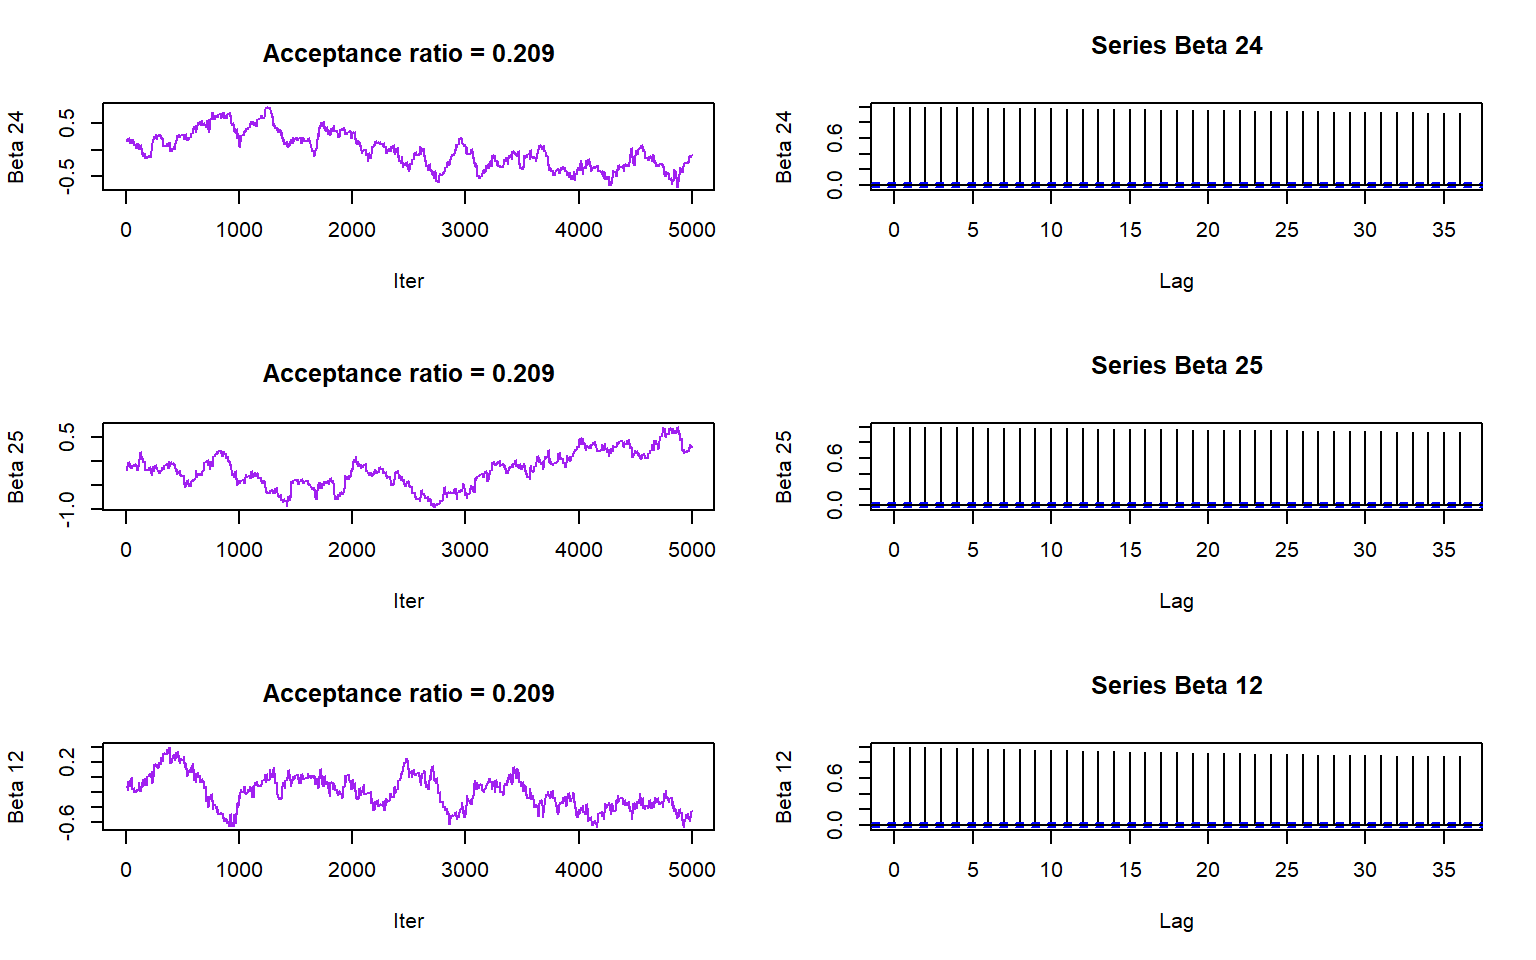 Acceptance ratio = 0.209
Beta 24
0.5
-0.5
0 1000 2000 3000 4000 5000
Iter
Series Beta 24
Beta 24
0.6
0.0
0 5 10 15 20 25 30 35
Lag
Acceptance ratio = 0.209
Beta 25
0.5
-1.0
0 1000 2000 3000 4000 5000
Iter
Series Beta 25
Beta 25
0.6
0.0
0 5 10 15 20 25 30 35
Lag
Acceptance ratio = 0.209
Beta 12
0.2
-0.6
0 1000 2000 3000 4000 5000
Iter
Series Beta 12
Beta 12
0.6
0.0
0 5 10 15 20 25 30 35
Lag